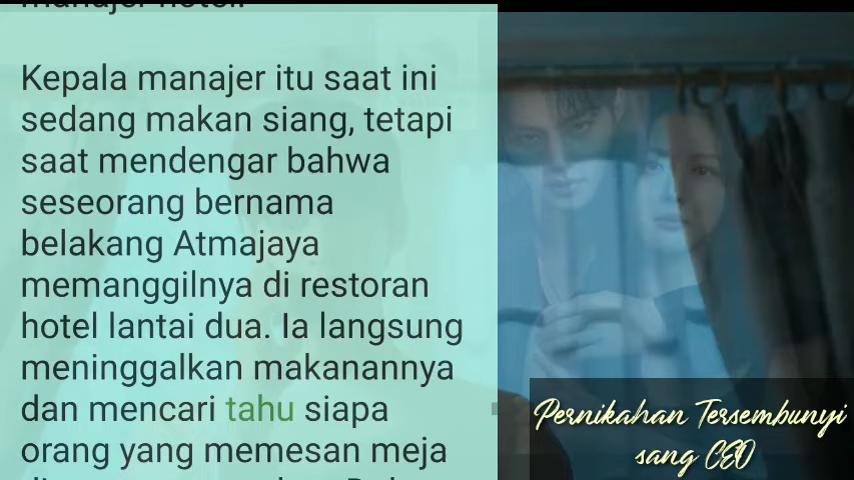 Kepala manajer itu saat ini
sedang makan siang, tetapi
saat mendengar bahwa
seseorang bernama
belakang Atmajaya
memanggilnya di restoran
hotel lantai dua. Ia langsung
meninggalkan makanannya
dan mencari tahu siapa
orang yang memesan meja
Pernikahan Tersembunyi
sang CEO